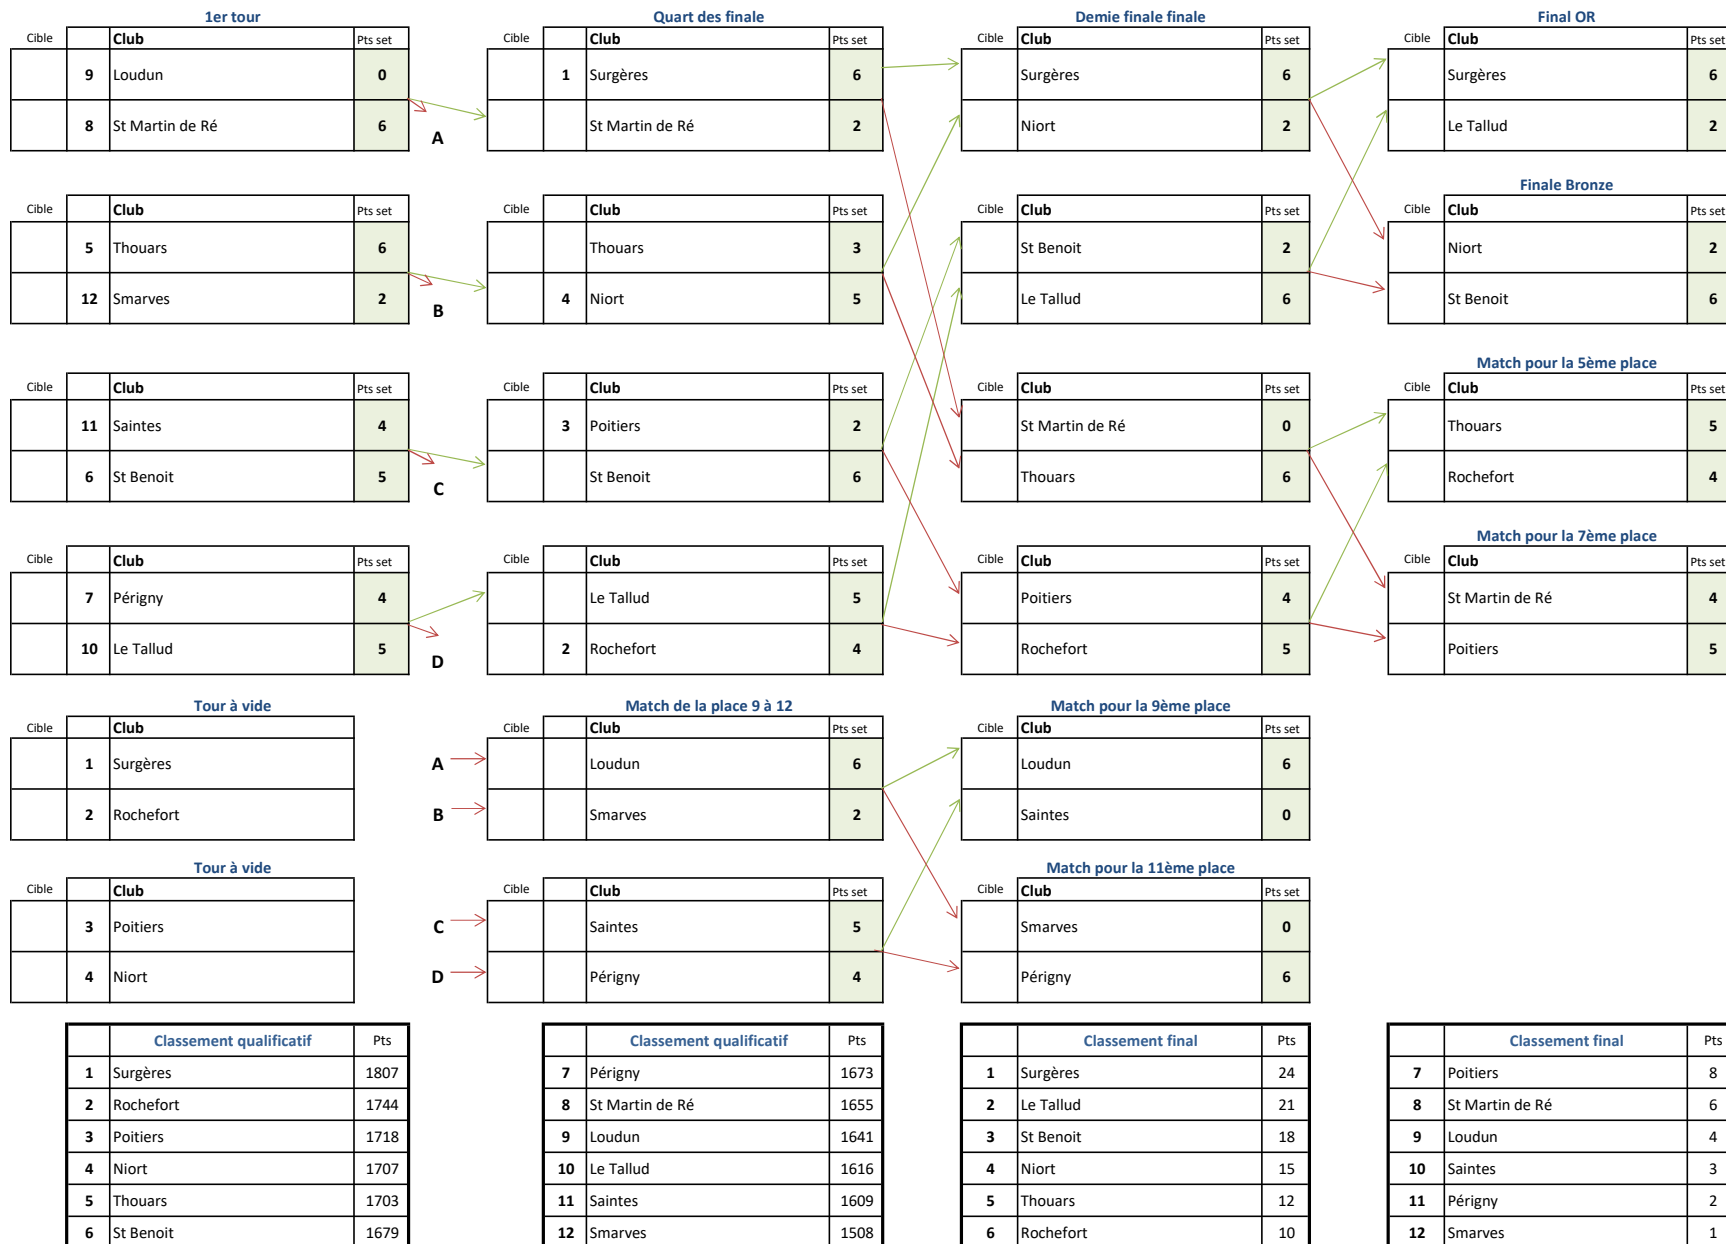 1er tour Quart des finale Demie finale finale Final OR
Cible Club Pts set Cible Club Pts set Cible Club Pts set Cible Club Pts set
9 Loudun 0 1 Surgères 6 Surgères 6 Surgères 6
8 St Martin de Ré 6 A St Martin de Ré 2 Niort 2 Le Tallud 2
Finale Bronze
Cible Club Pts set Cible Club Pts set Cible Club Pts set Cible Club Pts set
5 Thouars 6 Thouars 3 St Benoit 2 Niort 2
12 Smarves 2 B 4 Niort 5 Le Tallud 6 St Benoit 6
Match pour la 5ème place
Cible Club Pts set Cible Club Pts set Cible Club Pts set Cible Club Pts set
11 Saintes 4 3 Poitiers 2 St Martin de Ré 0 Thouars 5
6 St Benoit 5 C St Benoit 6 Thouars 6 Rochefort 4
Match pour la 7ème place
Cible Club Pts set Cible Club Pts set Cible Club Pts set Cible Club Pts set
7 Périgny 4 Le Tallud 5 Poitiers 4 St Martin de Ré 4
10 Le Tallud 5 D 2 Rochefort 4 Rochefort 5 Poitiers 5
Tour à vide Match de la place 9 à 12 Match pour la 9ème place
Cible Club Cible Club Pts set Cible Club Pts set
1 Surgères A Loudun 6 Loudun 6
2 Rochefort B Smarves 2 Saintes 0
Tour à vide Match pour la 11ème place
Cible Club Cible Club Pts set Cible Club Pts set
3 Poitiers C Saintes 5 Smarves 0
4 Niort D Périgny 4 Périgny 6
Classement qualificatif Pts Classement qualificatif Pts Classement final Pts Classement final Pts
1 Surgères 1807 7 Périgny 1673 1 Surgères 24 7 Poitiers 8
2 Rochefort 1744 8 St Martin de Ré 1655 2 Le Tallud 21 8 St Martin de Ré 6
3 Poitiers 1718 9 Loudun 1641 3 St Benoit 18 9 Loudun 4
4 Niort 1707 10 Le Tallud 1616 4 Niort 15 10 Saintes 3
5 Thouars 1703 11 Saintes 1609 5 Thouars 12 11 Périgny 2
6 St Benoit 1679 12 Smarves 1508 6 Rochefort 10 12 Smarves 1